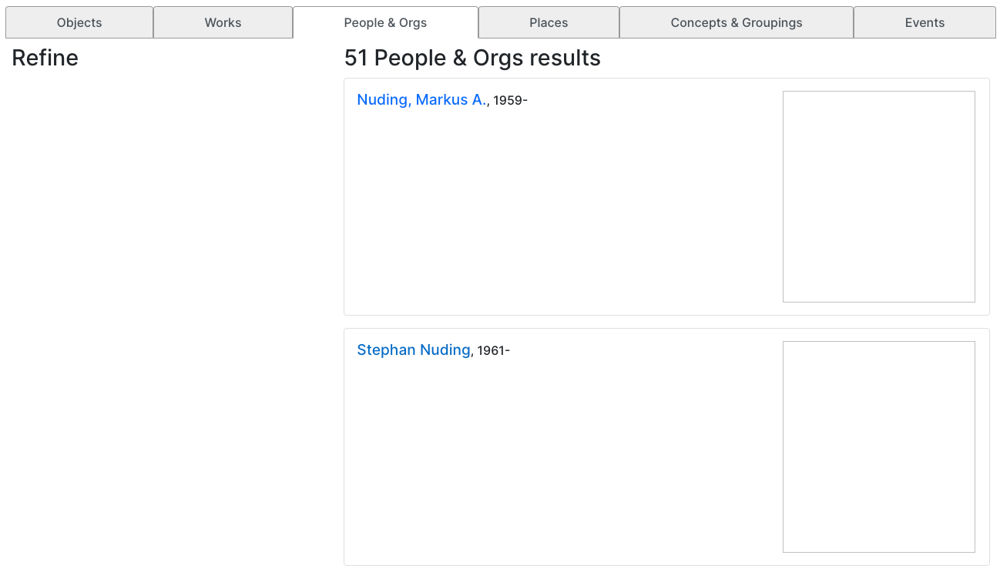 Objects
Works
People & Orgs
Places
Concepts & Groupings
Events
Refine
51 People & Orgs results
Nuding, Markus A., 1959-
Stephan Nuding, 1961-